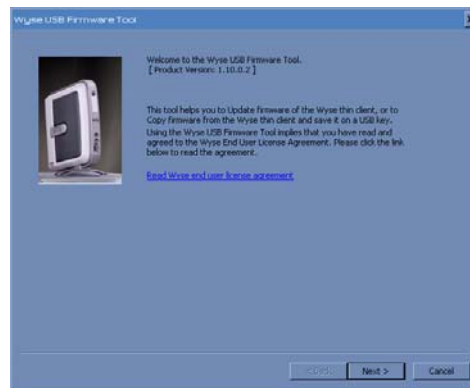 Wyse USB Firmware Tool
Welcome to the Wyse USB Firmware Tool.
[ Product Version: 1.10.0.2 ]
This tool helps you to Update firmware of the Wyse thin client, or to
Copy firmware from the Wyse thin client and save it on a USB key.
Using the Wyse USB Firmware Tool implies that you have read and
agreed to the Wyse End User License Agreement. Please click the link
below to read the agreement.
Read Wyse end user license agreement
< Back Next > Cancel